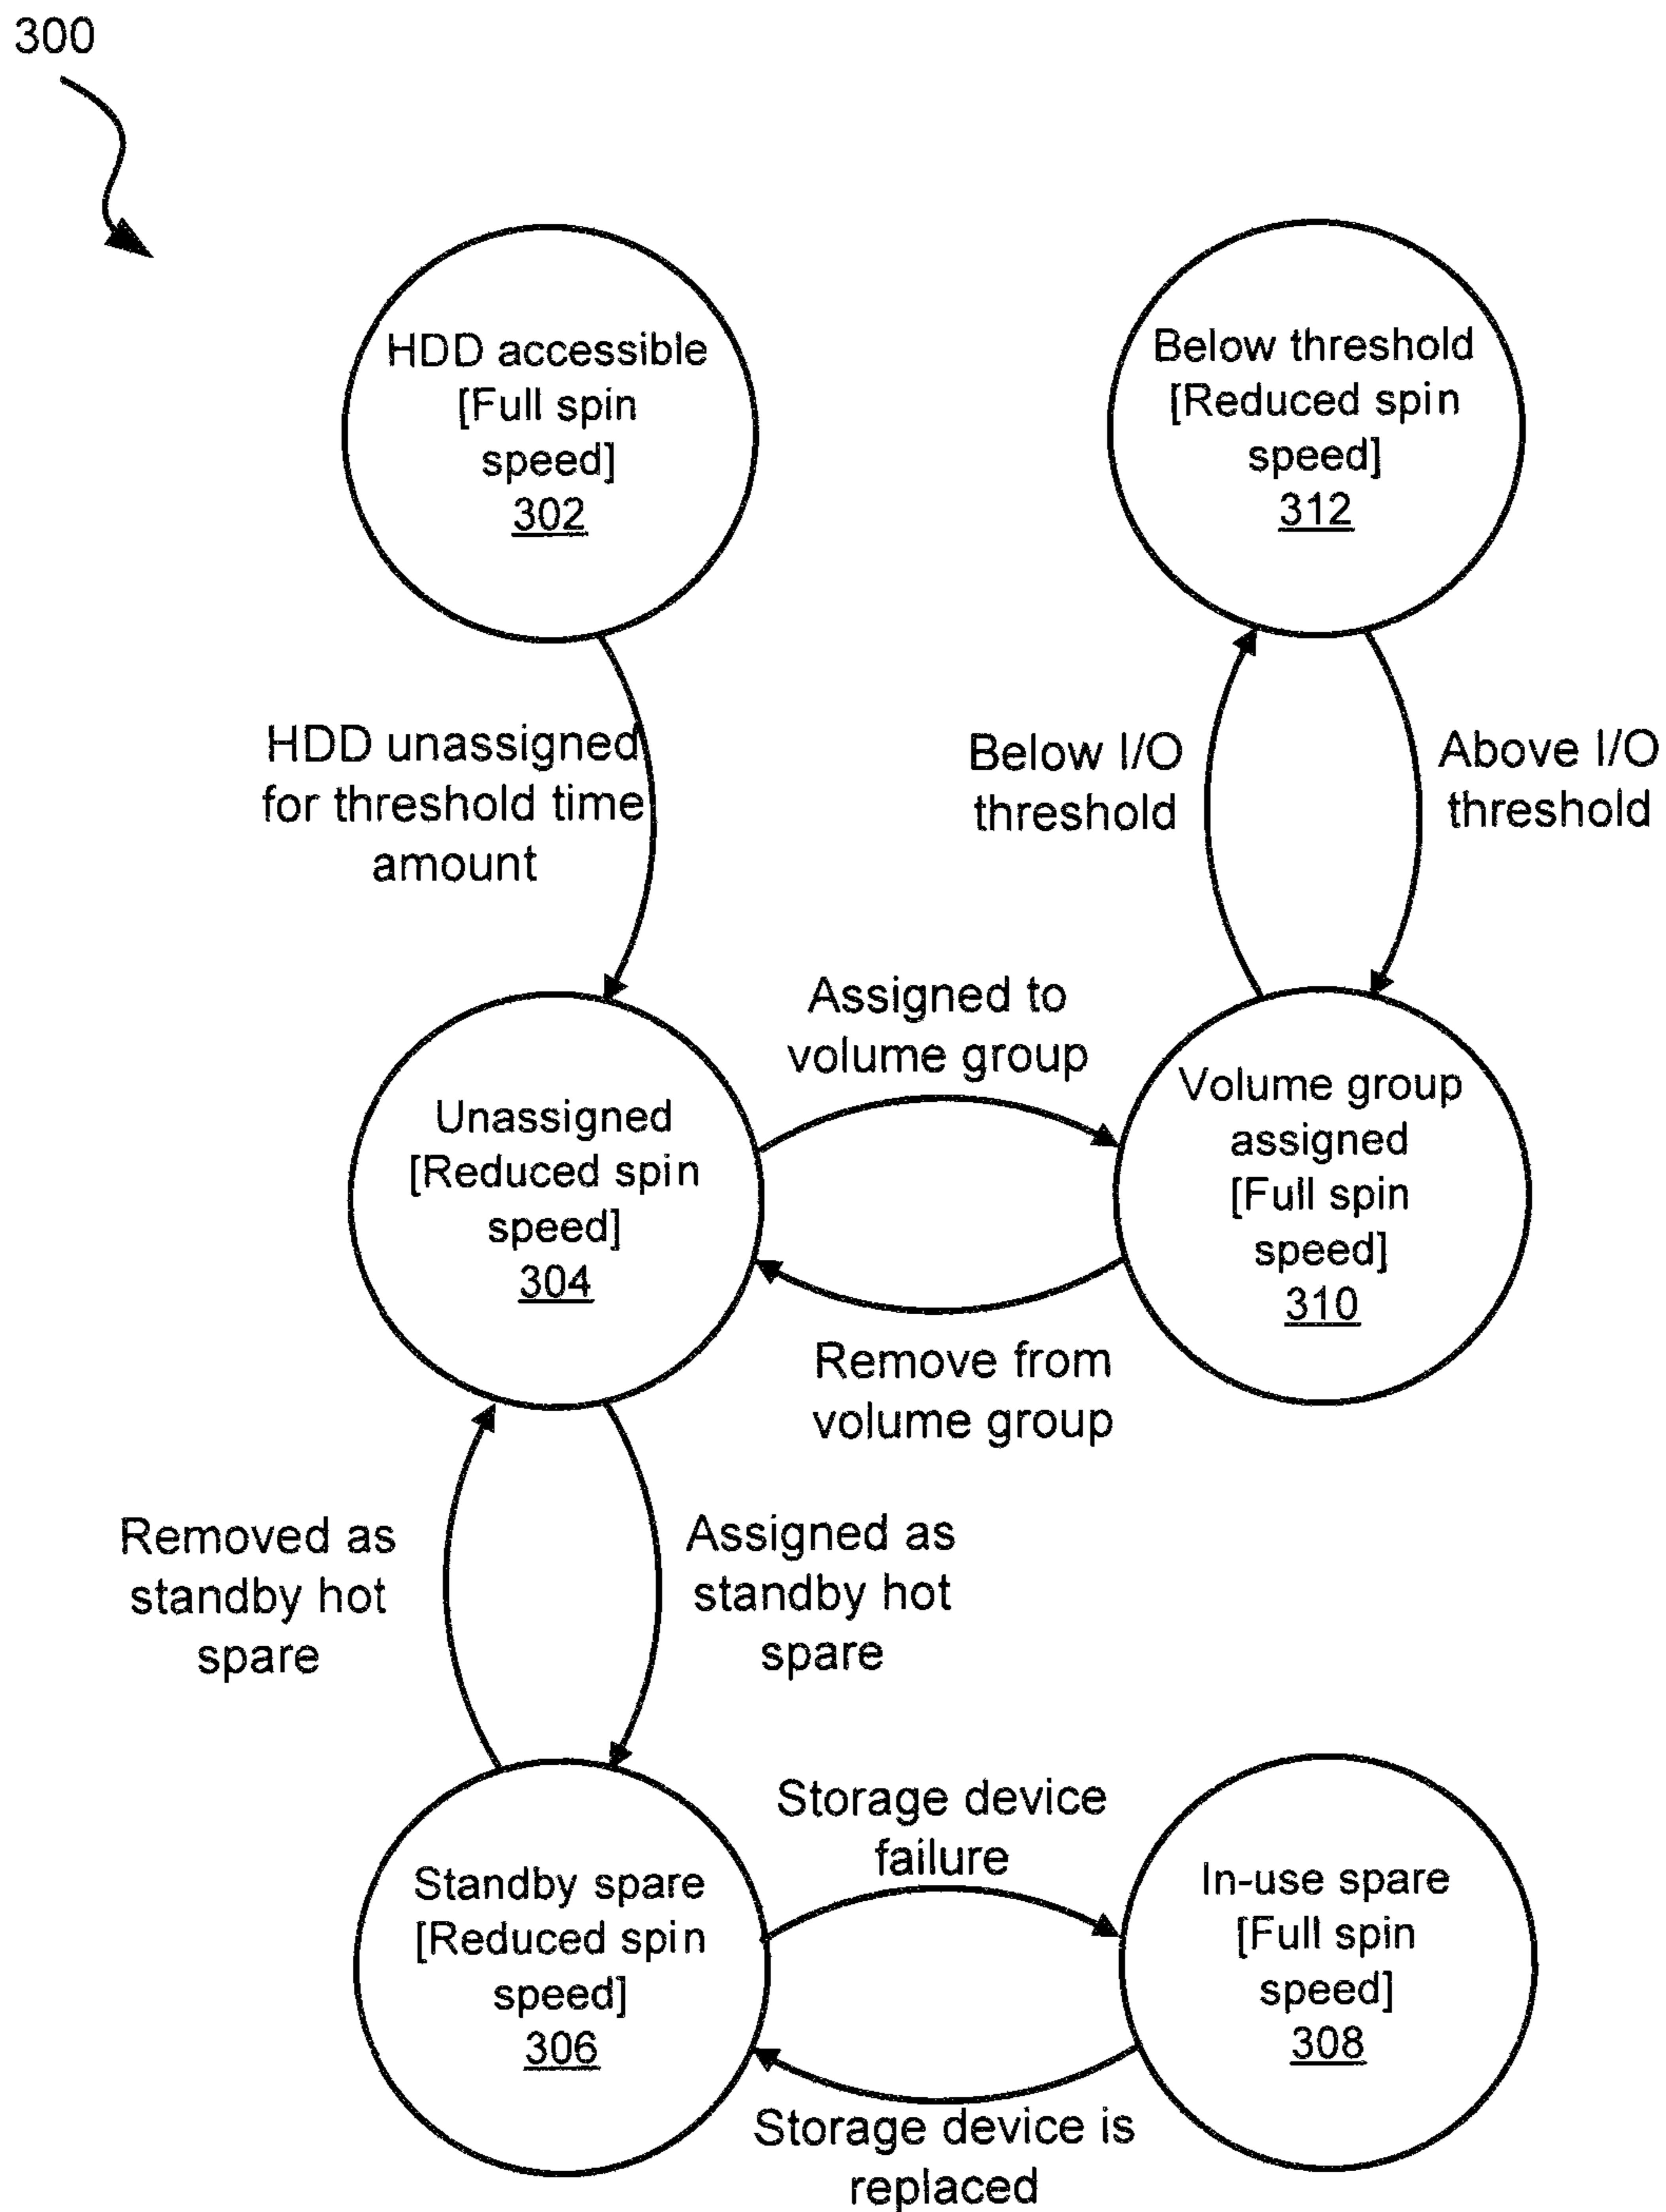 300
HDD accessible
[Full spin
speed]
302
Below threshold
[Reduced spin
speed]
312
HDD unassigned
for threshold time
amount
Below I/O
threshold
Above I/O
threshold
Assigned to
volume group
Unassigned
[Reduced spin
speed]
304
Volume group
assigned
[Full spin
speed]
310
Remove from
volume group
Removed as
standby hot
spare
Assigned as
standby hot
spare
Storage device
failure
Standby spare
[Reduced spin
speed]
306
In-use spare
[Full spin
speed]
308
Storage device is
replaced